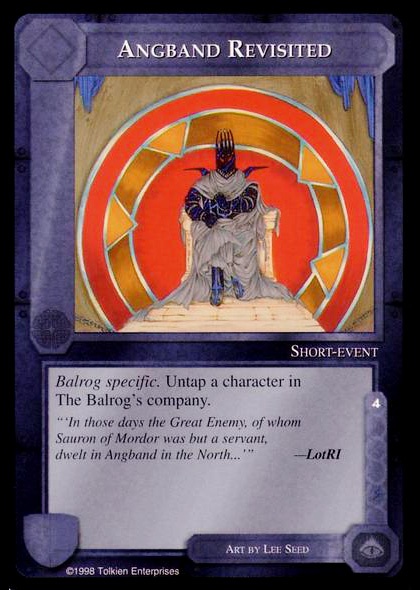 ANGBAND REVISITED
SHORT-EVENT
Balrog specific. Untap a character in
The Balrog's company.
4
“‘In those days the Great Enemy, of whom
Sauron of Mordor was but a servant,
dwelt in Angband in the North...’” —LotRI
ART BY LEE SEED
©1998 Tolkien Enterprises